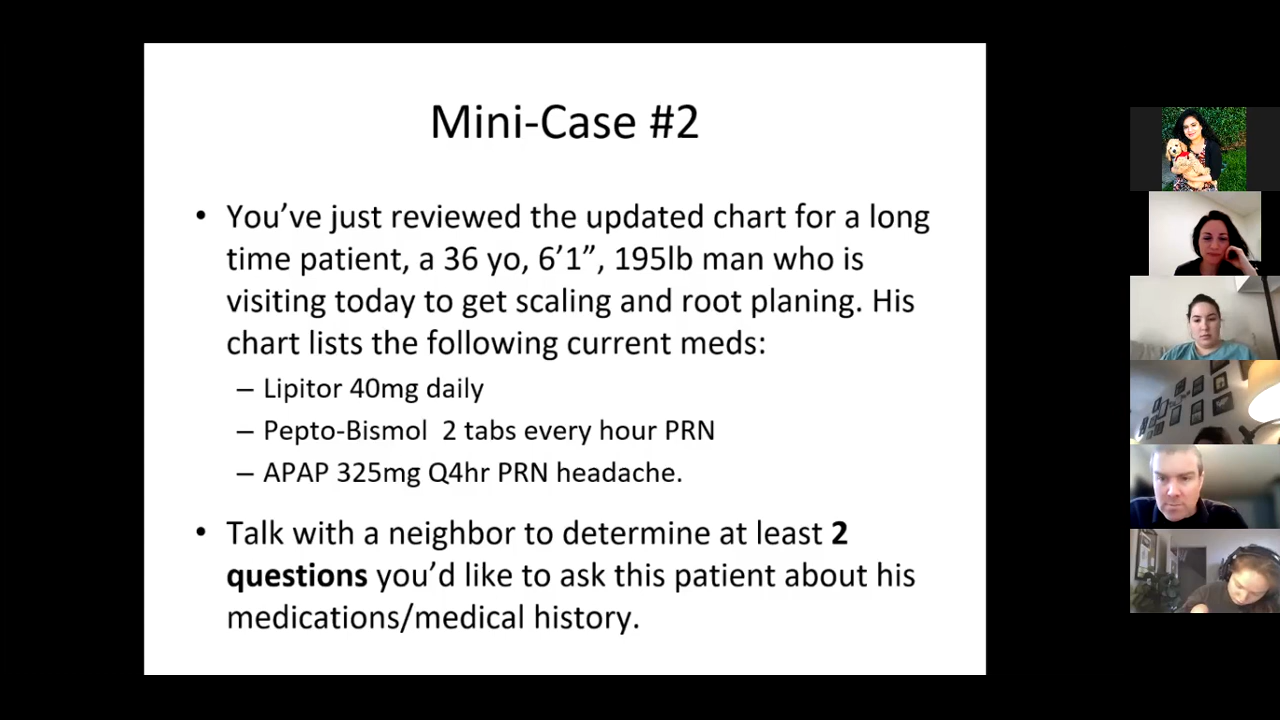 Mini-Case #2
• You’ve just reviewed the updated chart for a long
time patient, a 36 yo, 6’1”, 195lb man who is
visiting today to get scaling and root planing. His
chart lists the following current meds:
– Lipitor 40mg daily
– Pepto-Bismol 2 tabs every hour PRN
– APAP 325mg Q4hr PRN headache.
• Talk with a neighbor to determine at least 2
questions you’d like to ask this patient about his
medications/medical history.